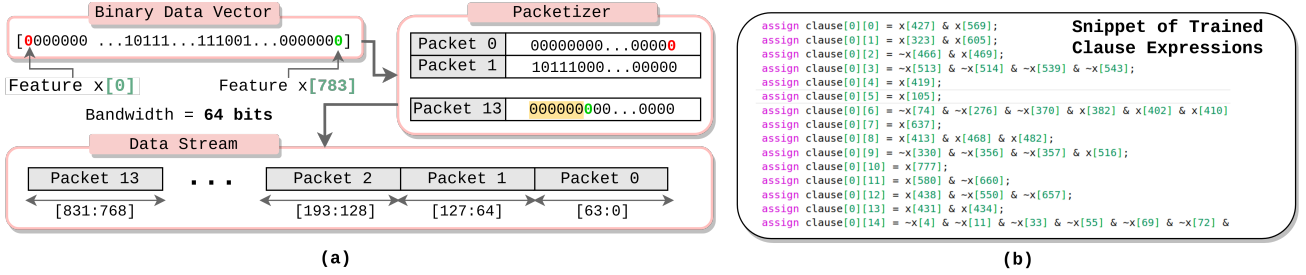 Binary Data Vector
[00000000 ...10111...111001...00000000]
Feature x[0]
Feature x[783]
Bandwidth = 64 bits
Packetizer
Packet 0 00000000...00000
Packet 1 10111000...00000
Packet 13 000000000...0000
Data Stream
Packet 13 ... Packet 2 Packet 1 Packet 0
[831:768] [193:128] [127:64] [63:0]
(a)
Snippet of Trained
Clause Expressions
assign clause[0][0] = x[427] & x[569];
assign clause[0][1] = x[323] & x[605];
assign clause[0][2] = ~x[466] & x[469];
assign clause[0][3] = ~x[513] & ~x[514] & ~x[539] & ~x[543];
assign clause[0][4] = x[419];
assign clause[0][5] = x[105];
assign clause[0][6] = ~x[74] & ~x[276] & ~x[370] & x[382] & x[402] & x[410]
assign clause[0][7] = x[637];
assign clause[0][8] = x[413] & x[468] & x[482];
assign clause[0][9] = ~x[330] & ~x[356] & ~x[357] & x[516];
assign clause[0][10] = x[777];
assign clause[0][11] = x[580] & ~x[660];
assign clause[0][12] = x[438] & ~x[550] & ~x[657];
assign clause[0][13] = x[431] & x[434];
assign clause[0][14] = ~x[4] & ~x[11] & ~x[33] & ~x[55] & ~x[69] & ~x[72] &
(b)